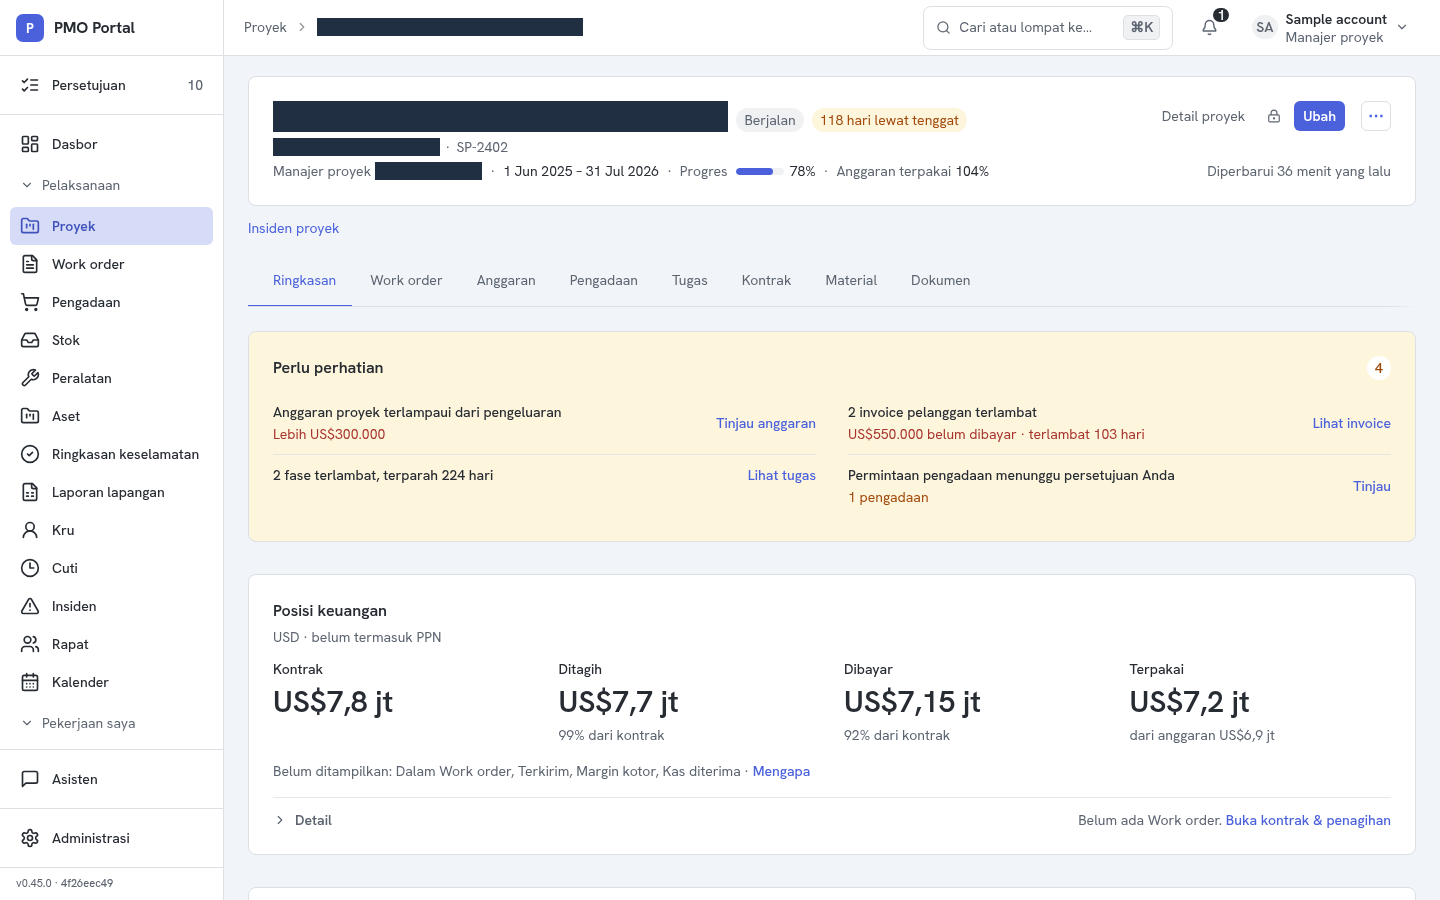 P PMO Portal
Persetujuan 10
Dasbor
Pelaksanaan
Proyek
Work order
Pengadaan
Stok
Peralatan
Aset
Ringkasan keselamatan
Laporan lapangan
Kru
Cuti
Insiden
Rapat
Kalender
Pekerjaan saya
Asisten
Administrasi
v0.45.0 · 4f26eec49
Proyek
Cari atau lompat ke... ⌘K
1
SA Sample account
Manajer proyek
Berjalan 118 hari lewat tenggat
Detail proyek Ubah
· SP-2402
Manajer proyek · 1 Jun 2025 – 31 Jul 2026 · Progres 78% · Anggaran terpakai 104%
Diperbarui 36 menit yang lalu
Insiden proyek
Ringkasan Work order Anggaran Pengadaan Tugas Kontrak Material Dokumen
Perlu perhatian 4
Anggaran proyek terlampaui dari pengeluaran
Lebih US$300.000
Tinjau anggaran
2 invoice pelanggan terlambat
US$550.000 belum dibayar · terlambat 103 hari
Lihat invoice
2 fase terlambat, terparah 224 hari
Lihat tugas
Permintaan pengadaan menunggu persetujuan Anda
1 pengadaan
Tinjau
Posisi keuangan
USD · belum termasuk PPN
Kontrak
US$7,8 jt
Ditagih
US$7,7 jt
99% dari kontrak
Dibayar
US$7,15 jt
92% dari kontrak
Terpakai
US$7,2 jt
dari anggaran US$6,9 jt
Belum ditampilkan: Dalam Work order, Terkirim, Margin kotor, Kas diterima · Mengapa
Detail
Belum ada Work order. Buka kontrak & penagihan